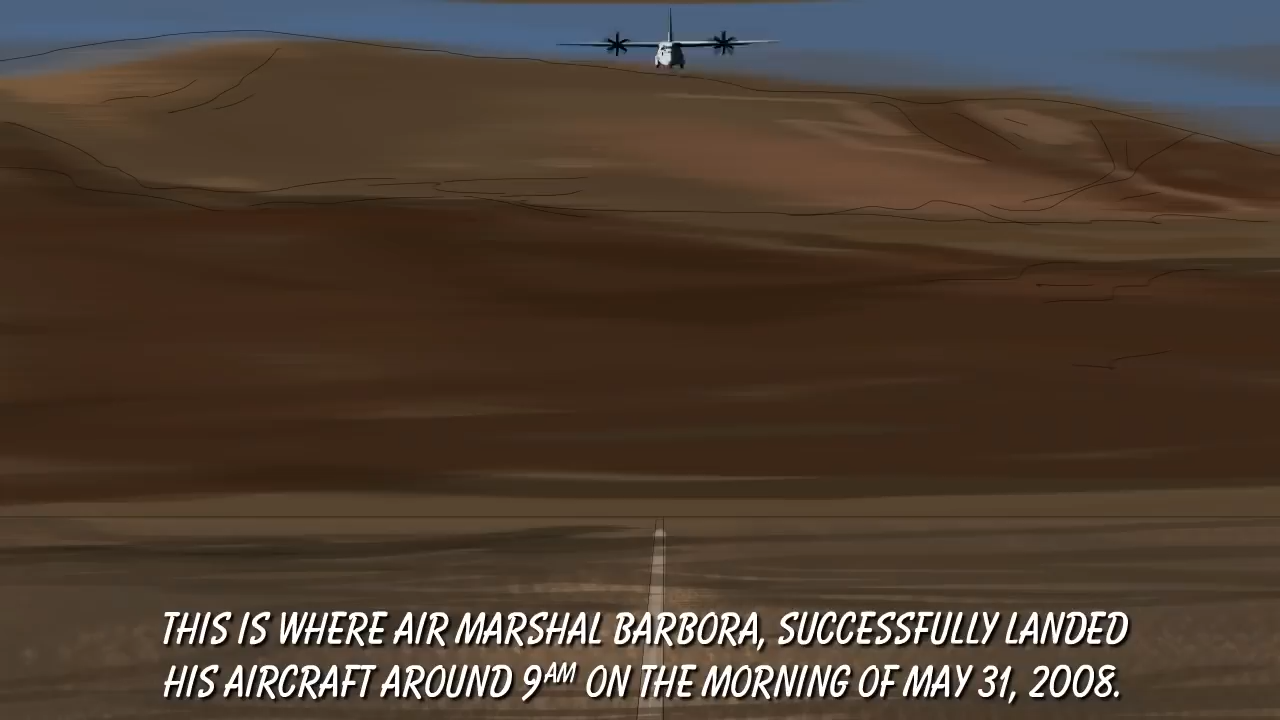 THIS IS WHERE AIR MARSHAL BARBORA, SUCCESSFULLY LANDED
HIS AIRCRAFT AROUND 9AM ON THE MORNING OF MAY 31, 2008.